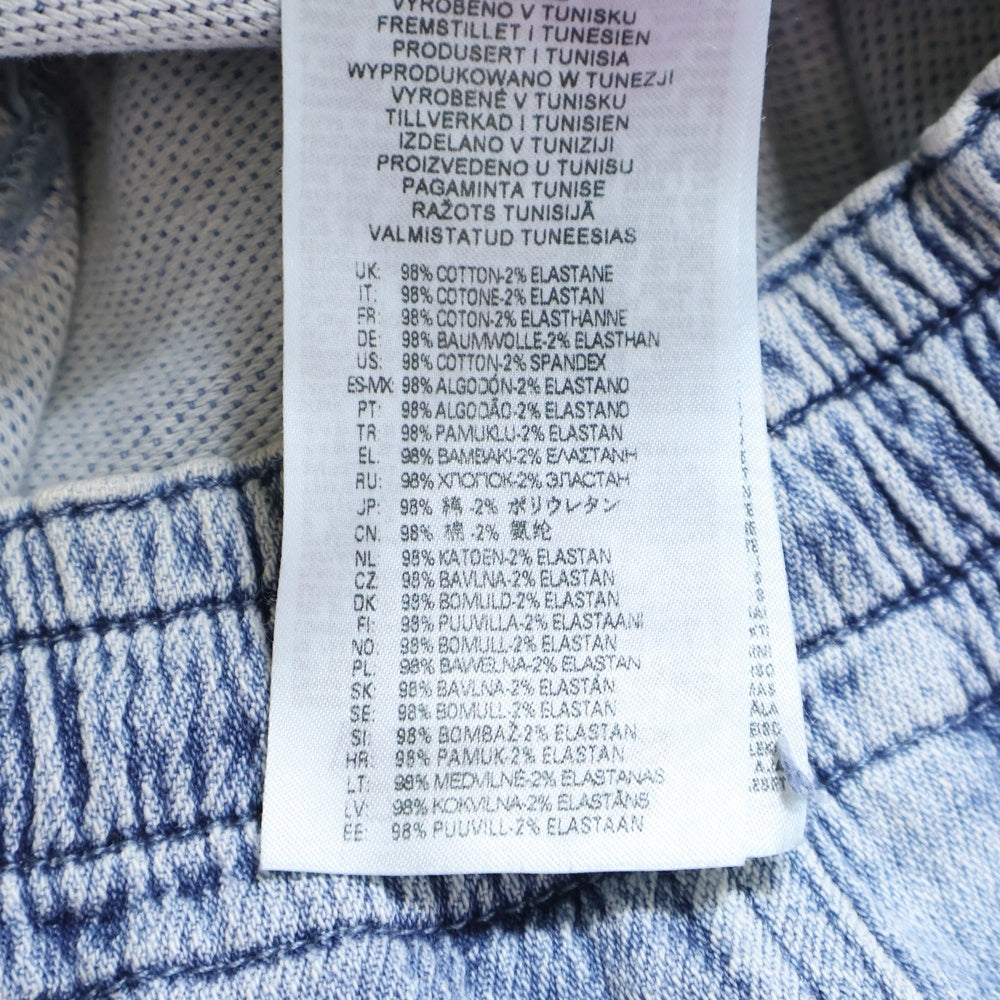 VYROBENO V TUNISKU
FREMSTILLET I TUNESIEN
PRODUSERT I TUNISIA
WYPRODUKOWANO W TUNEZJI
VYROBENÉ V TUNISKU
TILLVERKAD I TUNISIEN
IZDELANO V TUNIZIJI
PROIZVEDENO U TUNISU
PAGAMINTA TUNISE
RAŽOTS TUNISIJĀ
VALMISTATUD TUNEESIAS
UK: 98% COTTON-2% ELASTANE
IT: 98% COTONE-2% ELASTAN
FR: 98% COTON-2% ELASTHANNE
DE: 98% BAUMWOLLE-2% ELASTHAN
US: 98% COTTON-2% SPANDEX
ES-MX: 98% ALGODÓN-2% ELASTANO
PT: 98% ALGODÃO-2% ELASTANO
TR: 98% PAMUKLU-2% ELASTAN
EL: 98% ΒΑΜΒΑΚΙ-2% ΕΛΑΣΤΑΝΗ
RU: 98% ХЛОПОК-2% ЭЛАСТАН
JP: 98% 綿 -2% ポリウレタン
CN: 98% 棉 -2% 氨纶
NL: 98% KATOEN-2% ELASTAN
CZ: 98% BAVLNA-2% ELASTAN
DK: 98% BOMULD-2% ELASTAN
FI: 98% PUUVILLA-2% ELASTAANI
NO: 98% BOMULL-2% ELASTAN
PL: 98% BAWEŁNA-2% ELASTAN
SK: 98% BAVLNA-2% ELASTAN
SE: 98% BOMULL-2% ELASTAN
SI: 98% BOMBAŽ-2% ELASTAN
HR: 98% PAMUK-2% ELASTAN
LT: 98% MEDVILNĖ-2% ELASTANAS
LV: 98% KOKVILNA-2% ELASTĀNS
EE: 98% PUUVILL-2% ELASTAAN